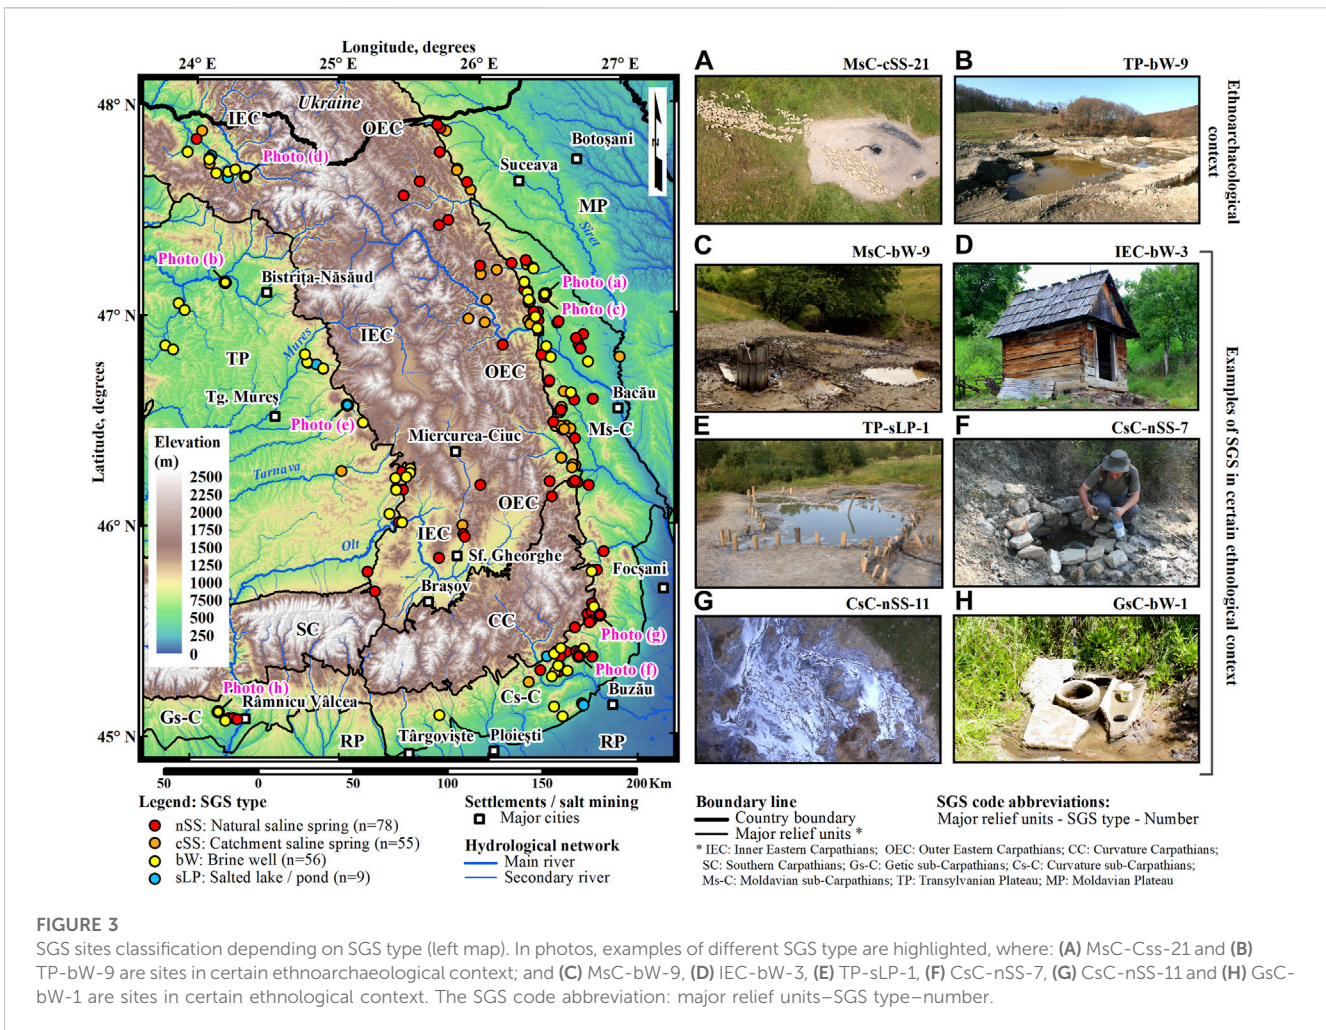 Longitude, degrees
24° E
25° E
26° E
27° E
48° N
47° N
46° N
45° N
Latitude, degrees
Ukraine
IEC
OEC
N
Botoșani
Suceava
Photo (d)
MP
Siret
Photo (b)
Bistrița-Năsăud
Photo (a)
Photo (c)
IEC
Mureș
TP
OEC
Tg. Mureș
Bacău
Photo (e)
Miercurea-Ciuc
Ms-C
Elevation
(m)
2500
2250
2000
1750
1500
1250
1000
7500
500
250
0
Tarnava
OEC
IEC
Olt
Sf. Gheorghe
Focșani
Brașov
SC
CC
Photo (g)
Photo (f)
Photo (h)
Râmnicu Vâlcea
Cs-C
Buzău
Gs-C
RP
Târgoviște
Ploiești
RP
50
0
50
100
150
200 Km
Legend: SGS type
nSS: Natural saline spring (n=78)
cSS: Catchment saline spring (n=55)
bW: Brine well (n=56)
sLP: Salted lake / pond (n=9)
Settlements / salt mining
Major cities
Hydrological network
Main river
Secondary river
A
MsC-cSS-21
B
TP-bW-9
Ethnoarchaeological
context
C
MsC-bW-9
D
IEC-bW-3
E
TP-sLP-1
F
CsC-nSS-7
G
CsC-nSS-11
H
GsC-bW-1
Examples of SGS in certain ethnological context
Boundary line
Country boundary
Major relief units *
SGS code abbreviations:
Major relief units - SGS type - Number
* IEC: Inner Eastern Carpathians; OEC: Outer Eastern Carpathians; CC: Curvature Carpathians;
SC: Southern Carpathians; Gs-C: Getic sub-Carpathians; Cs-C: Curvature sub-Carpathians;
Ms-C: Moldavian sub-Carpathians; TP: Transylvanian Plateau; MP: Moldavian Plateau
FIGURE 3
SGS sites classification depending on SGS type (left map). In photos, examples of different SGS type are highlighted, where: (A) MsC-Css-21 and (B)
TP-bW-9 are sites in certain ethnoarchaeological context; and (C) MsC-bW-9, (D) IEC-bW-3, (E) TP-sLP-1, (F) CsC-nSS-7, (G) CsC-nSS-11 and (H) GsC-
bW-1 are sites in certain ethnological context. The SGS code abbreviation: major relief units–SGS type–number.